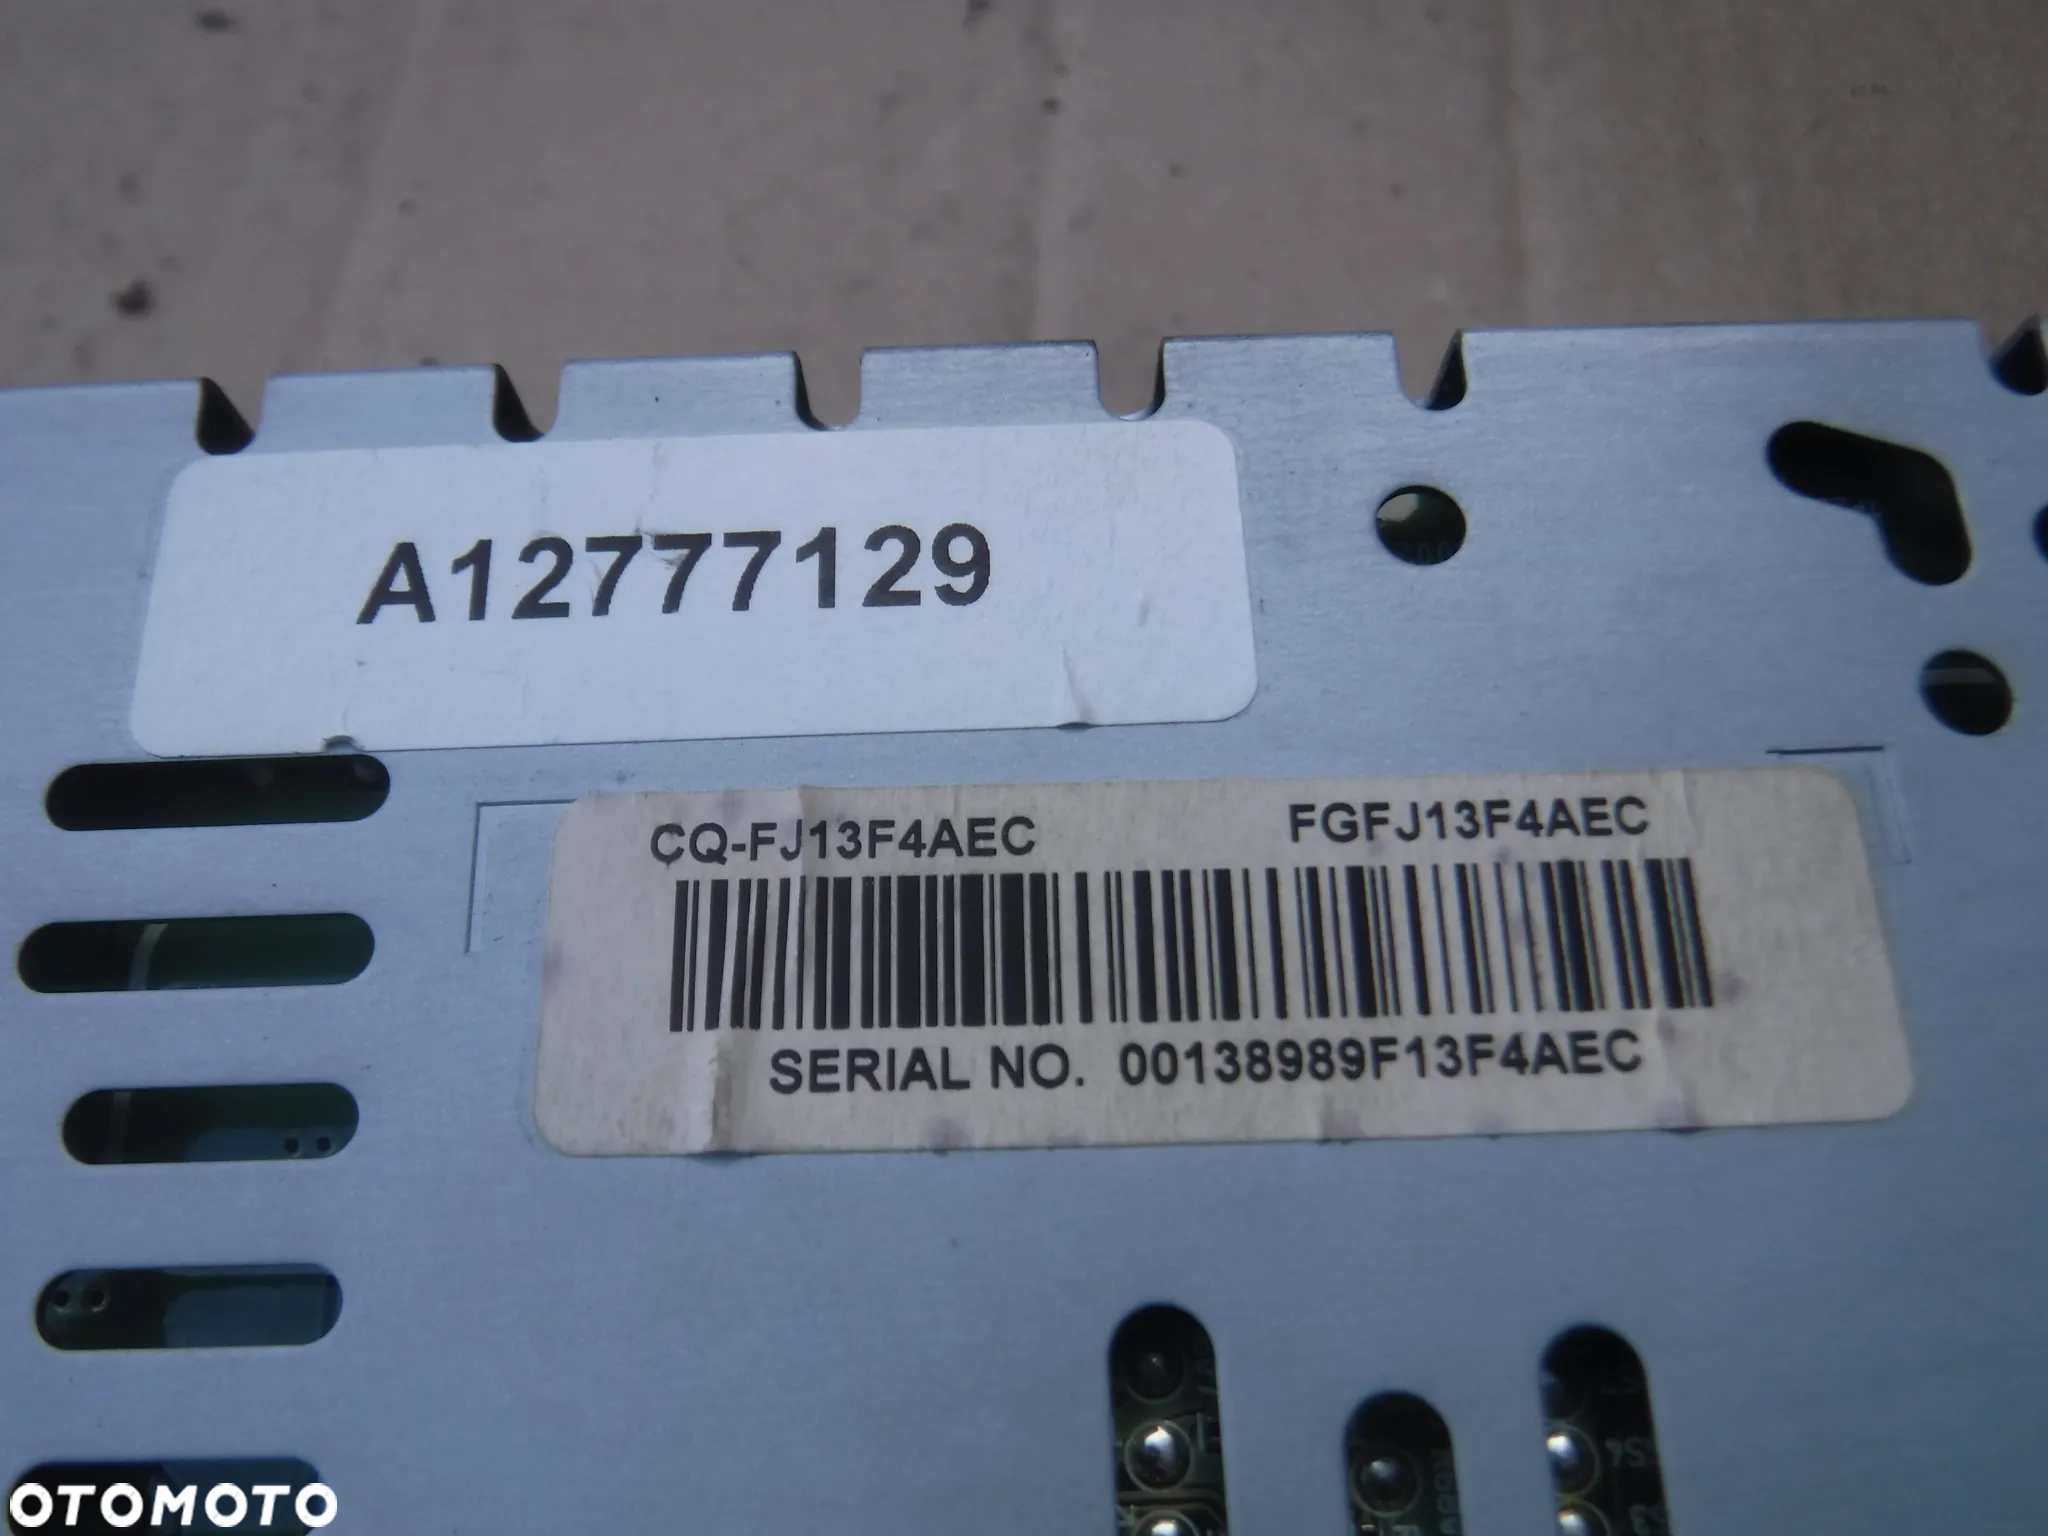 A12777129
CQ-FJ13F4AEC FGFJ13F4AEC
SERIAL NO. 00138989F13F4AEC
OTOMOTO